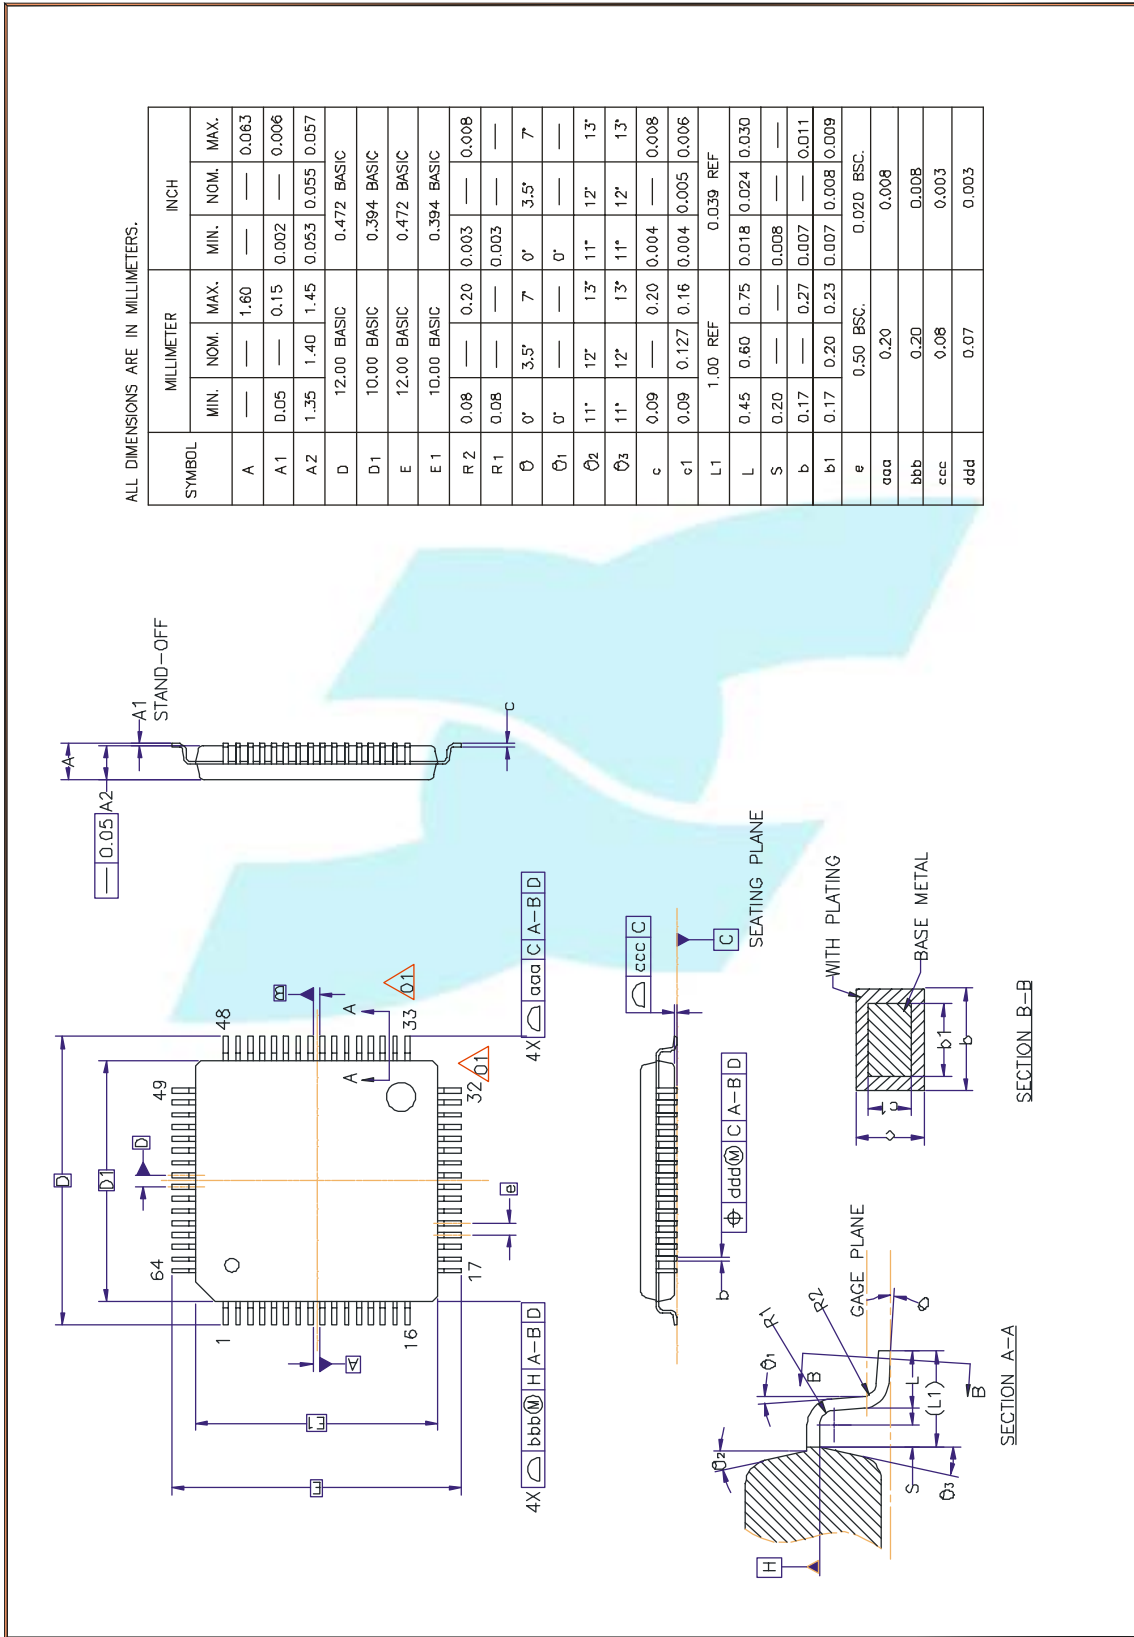 ALL DIMENSIONS ARE IN MILLIMETERS.
SYMBOL MILLIMETER INCH
MIN. NOM. MAX. MIN. NOM. MAX.
A — — 1.60 — — 0.063
A1 0.05 — 0.15 0.002 — 0.006
A2 1.35 1.40 1.45 0.053 0.055 0.057
D 12.00 BASIC 0.472 BASIC
D1 10.00 BASIC 0.394 BASIC
E 12.00 BASIC 0.472 BASIC
E1 10.00 BASIC 0.394 BASIC
R2 0.08 — 0.20 0.003 — 0.008
R1 0.08 — — 0.003 — —
θ 0° 3.5° 7° 0° 3.5° 7°
θ1 0° — — 0° — —
θ2 11° 12° 13° 11° 12° 13°
θ3 11° 12° 13° 11° 12° 13°
c 0.09 — 0.20 0.004 — 0.008
c1 0.09 0.127 0.16 0.004 0.005 0.006
L1 1.00 REF 0.039 REF
L 0.45 0.60 0.75 0.018 0.024 0.030
S 0.20 — — 0.008 — —
b 0.17 — 0.27 0.007 — 0.011
b1 0.17 0.20 0.23 0.007 0.008 0.009
e 0.50 BSC. 0.020 BSC.
aaa 0.20 0.008
bbb 0.20 0.008
ccc 0.08 0.003
ddd 0.07 0.003
— 0.05 A2
A
A1
STAND-OFF
c
D
D1
D
64
49
1
48
B
A
A
A
33
01
16
17
32
01
e
E1
E
4X ⌓ bbb Ⓜ H A-B D
4X ⌓ aaa C A-B D
⌓ ccc C
C
SEATING PLANE
b
⌖ ddd Ⓜ C A-B D
H
θ2
θ1
R1
R2
B
B
GAGE PLANE
θ
L
(L1)
S
θ3
SECTION A-A
WITH PLATING
BASE METAL
c
c1
b1
b
SECTION B-B